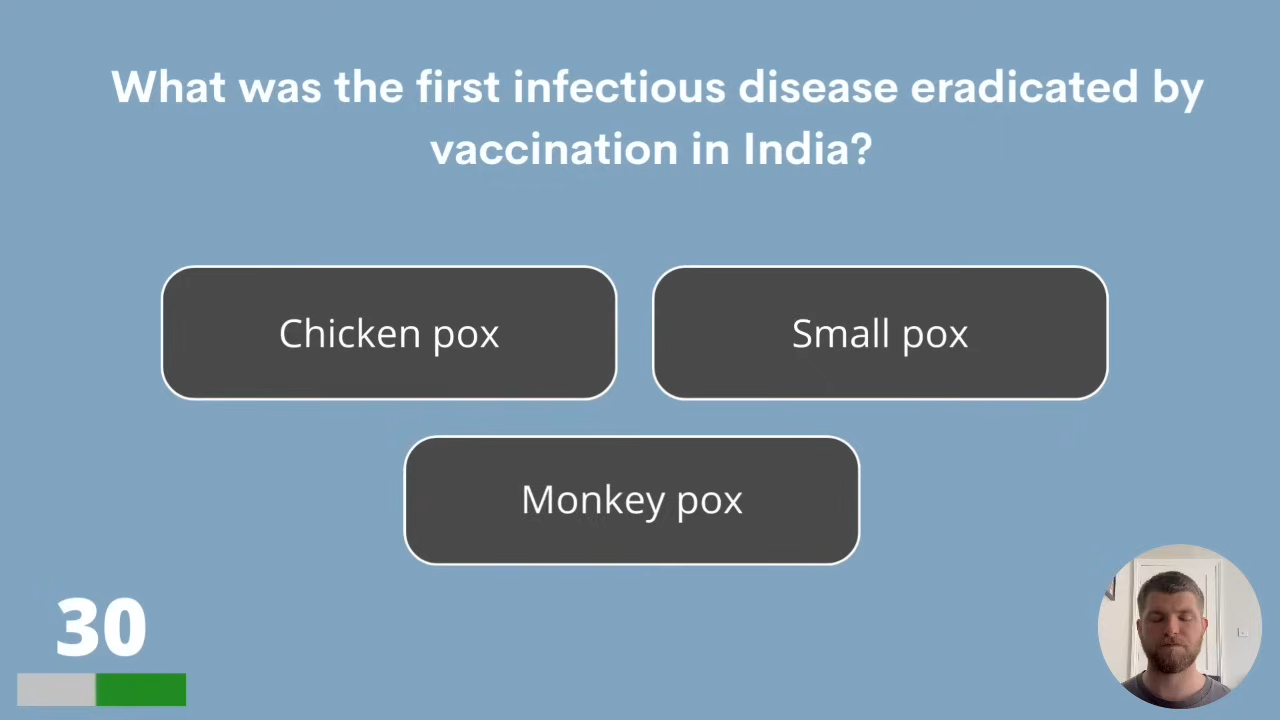 What was the first infectious disease eradicated by
vaccination in India?
Chicken pox
Small pox
Monkey pox
30